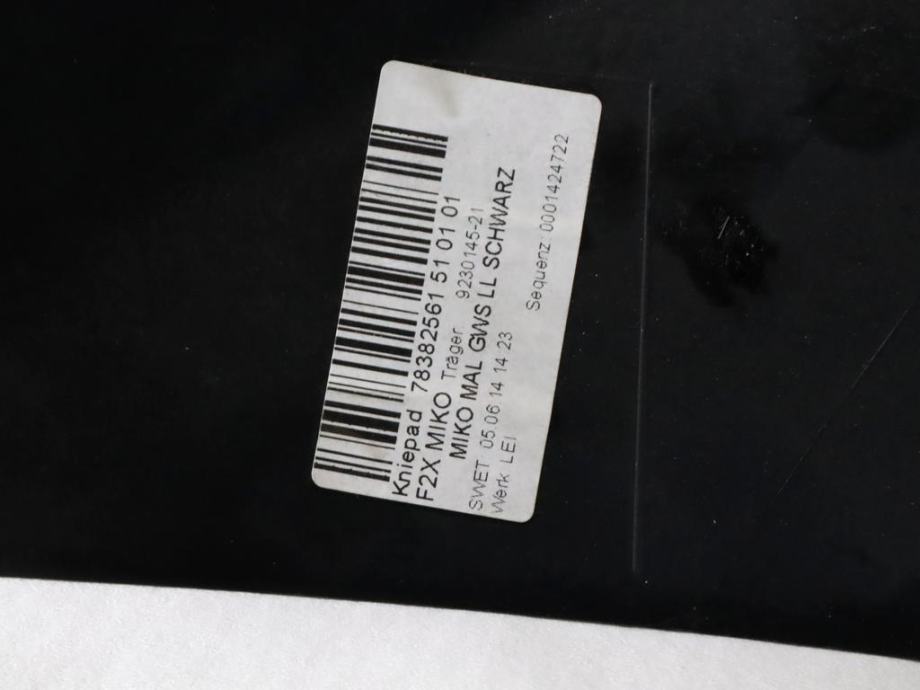 Kniepad 78382561 51 01 01
F2X MIKO Träger: 9230145-21
MIKO MAL GWS LL SCHWARZ
SWET: 05.06.14 14:23
Werk: LEI Sequenz: 0001424722